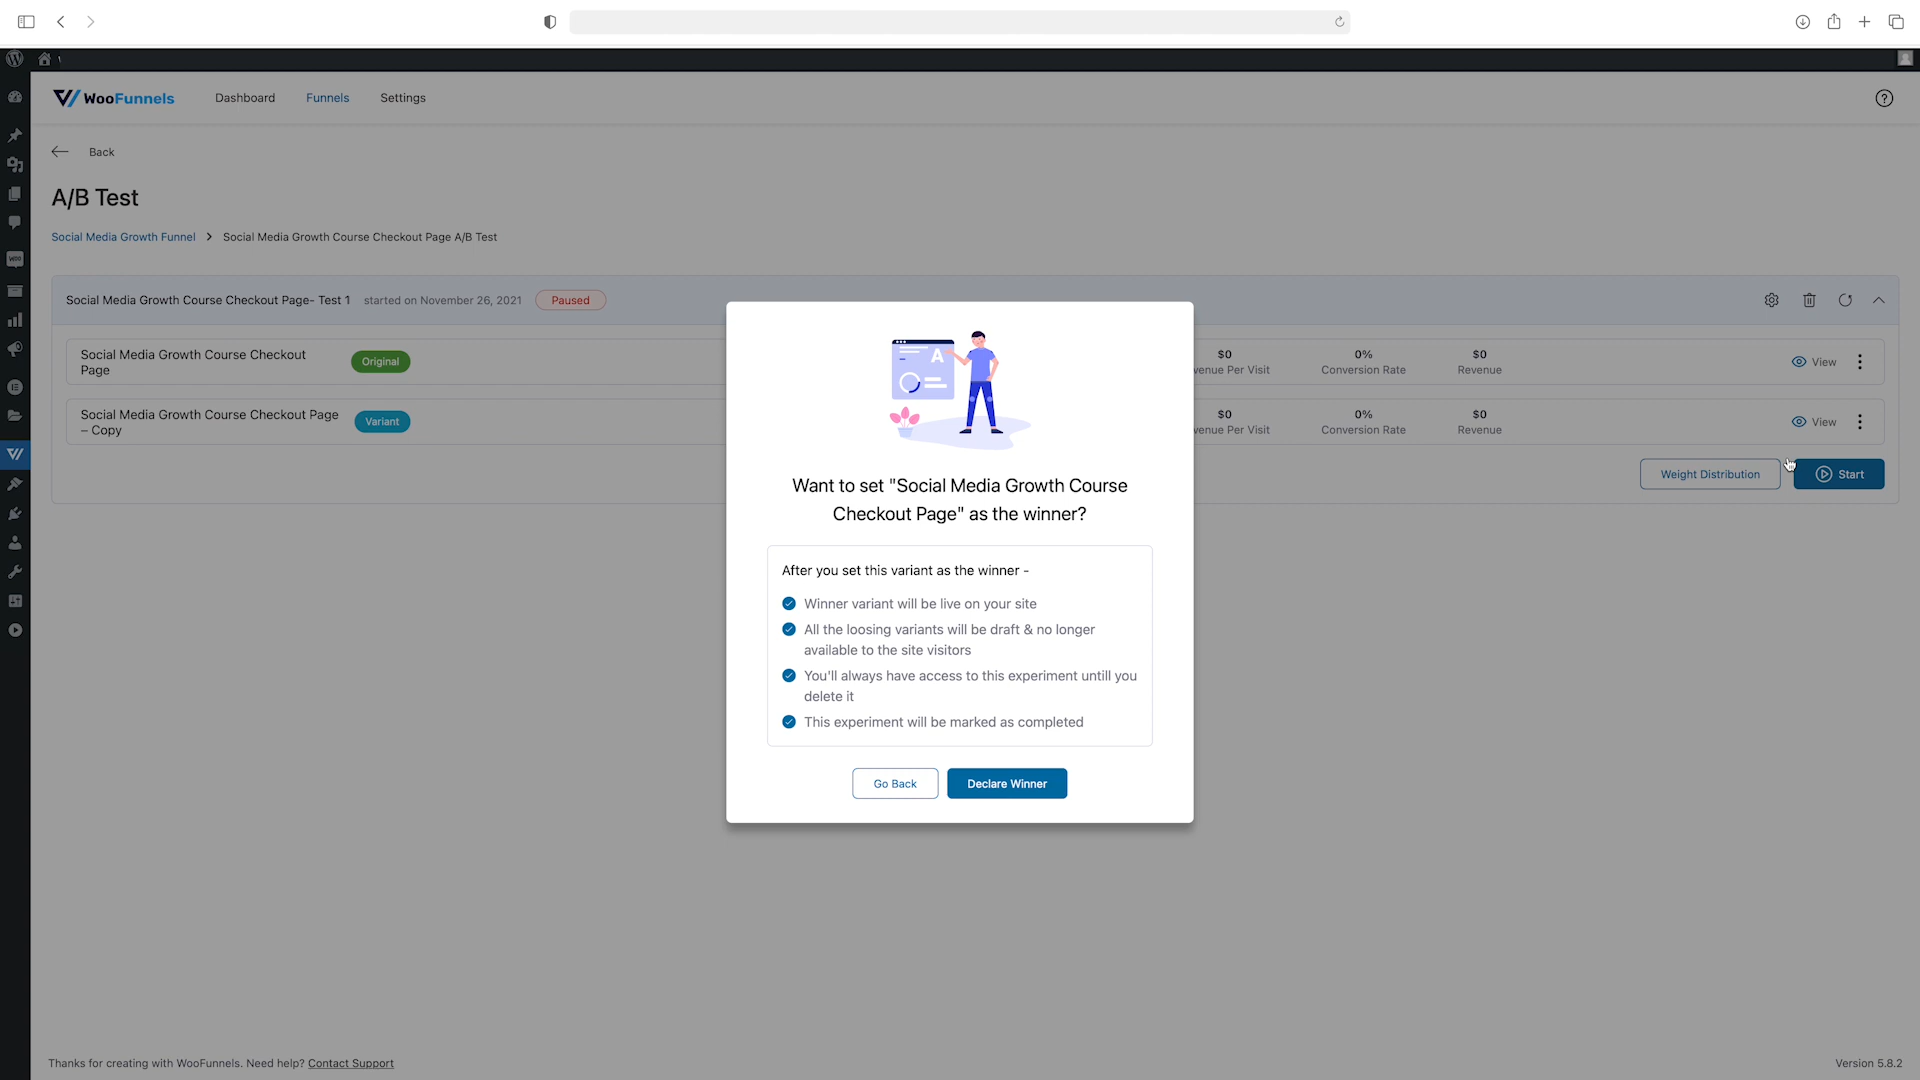 WooFunnels
Dashboard
Funnels
Settings
Back
A/B Test
Social Media Growth Funnel > Social Media Growth Course Checkout Page A/B Test
Social Media Growth Course Checkout Page- Test 1 started on November 26, 2021 Paused
Social Media Growth Course Checkout
Page
Original
$0
venue Per Visit
0%
Conversion Rate
$0
Revenue
View
Social Media Growth Course Checkout Page
– Copy
Variant
$0
venue Per Visit
0%
Conversion Rate
$0
Revenue
View
Weight Distribution
Start
A
Want to set "Social Media Growth Course
Checkout Page" as the winner?
After you set this variant as the winner -
Winner variant will be live on your site
All the loosing variants will be draft & no longer
available to the site visitors
You'll always have access to this experiment untill you
delete it
This experiment will be marked as completed
Go Back
Declare Winner
Thanks for creating with WooFunnels. Need help? Contact Support
Version 5.8.2